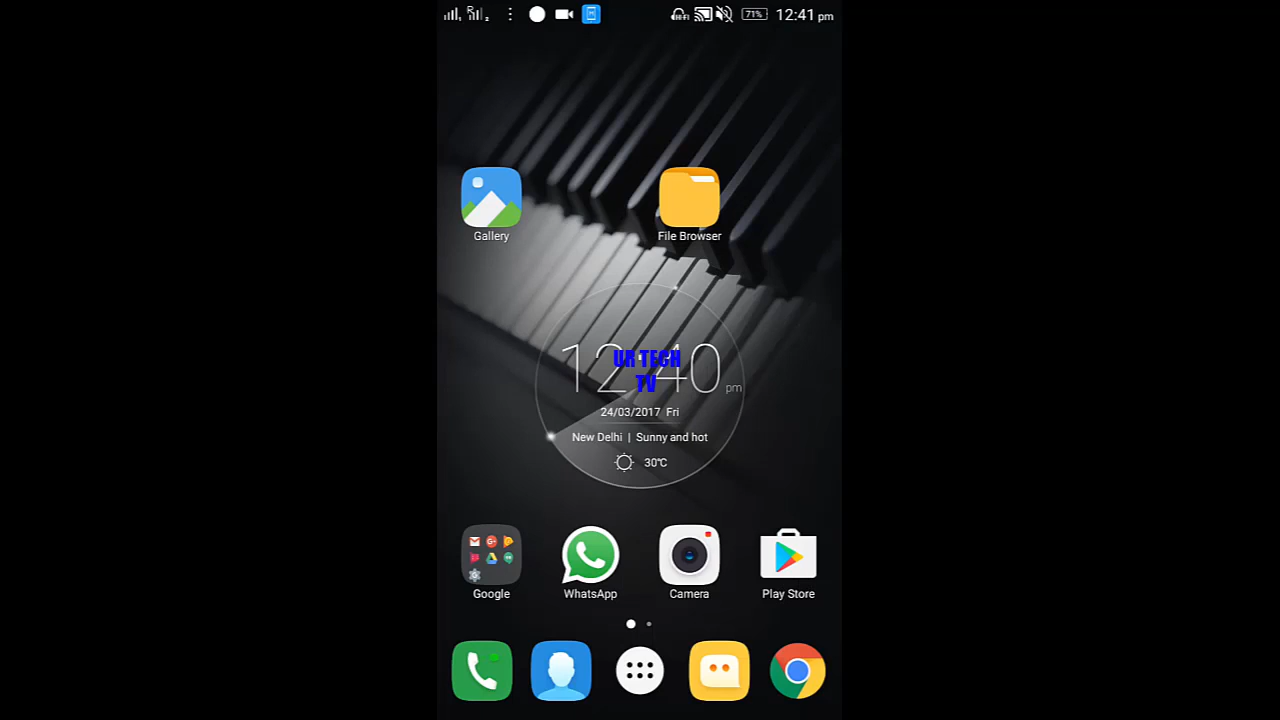 71% 12:41 pm
Gallery
File Browser
12:40 pm
UR TECH
TV
24/03/2017 Fri
New Delhi | Sunny and hot
30℃
Google
WhatsApp
Camera
Play Store